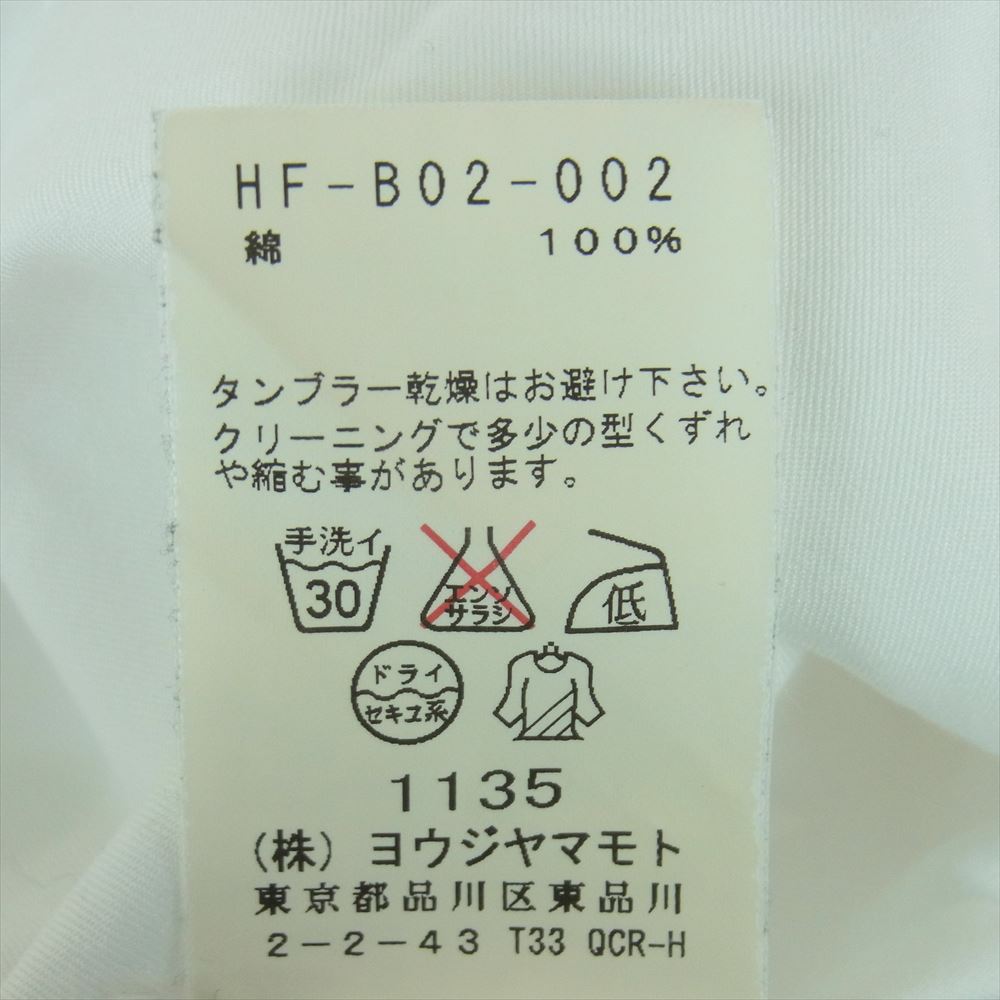 HF-B02-002
綿 100%
タンブラー乾燥はお避け下さい。
クリーニングで多少の型くずれ
や縮む事があります。
手洗イ
30
エンソ
サラシ
低
ドライ
セキユ系
1135
(株) ヨウジヤマモト
東京都品川区東品川
2-2-43 T33 QCR-H